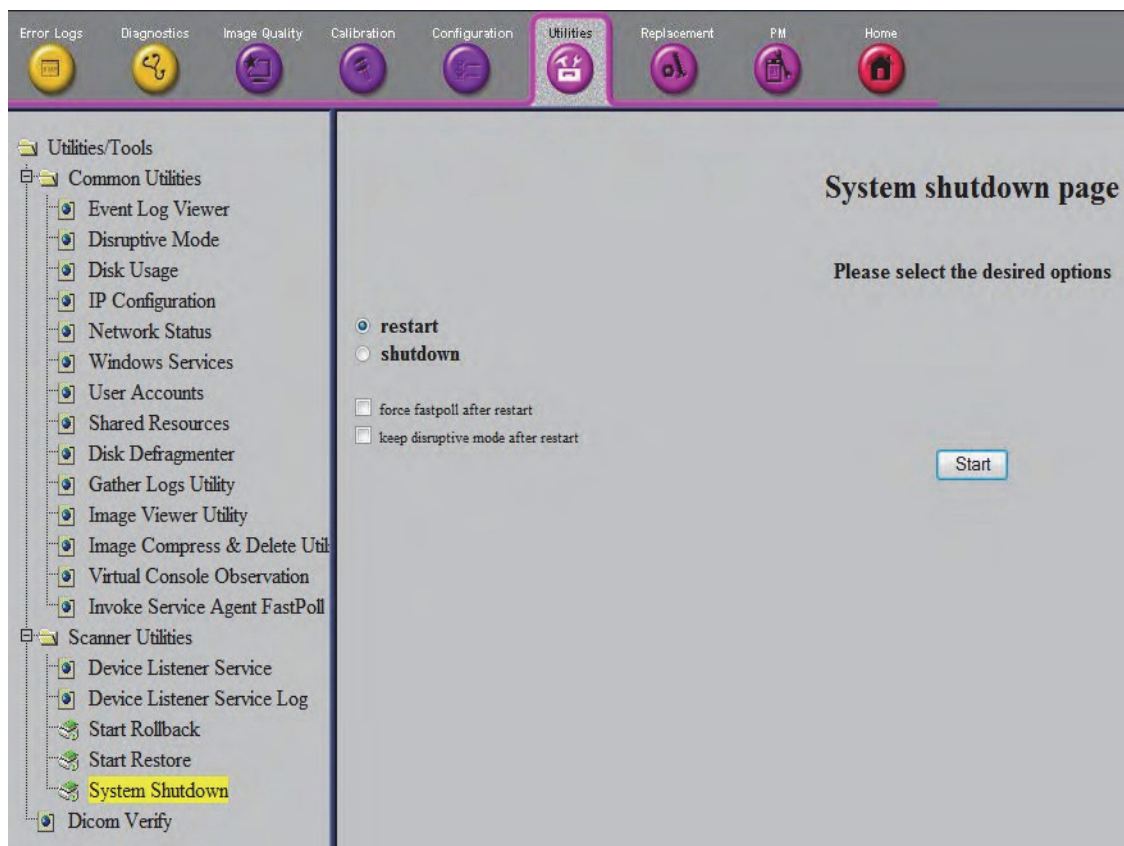 Error Logs
Diagnostics
Image Quality
Calibration
Configuration
Utilities
Replacement
PM
Home
Utilities/Tools
Common Utilities
Event Log Viewer
Disruptive Mode
Disk Usage
IP Configuration
Network Status
Windows Services
User Accounts
Shared Resources
Disk Defragmenter
Gather Logs Utility
Image Viewer Utility
Image Compress & Delete Util
Virtual Console Observation
Invoke Service Agent FastPoll
Scanner Utilities
Device Listener Service
Device Listener Service Log
Start Rollback
Start Restore
System Shutdown
Dicom Verify
System shutdown page
Please select the desired options
restart
shutdown
force fastpoll after restart
keep disruptive mode after restart
Start